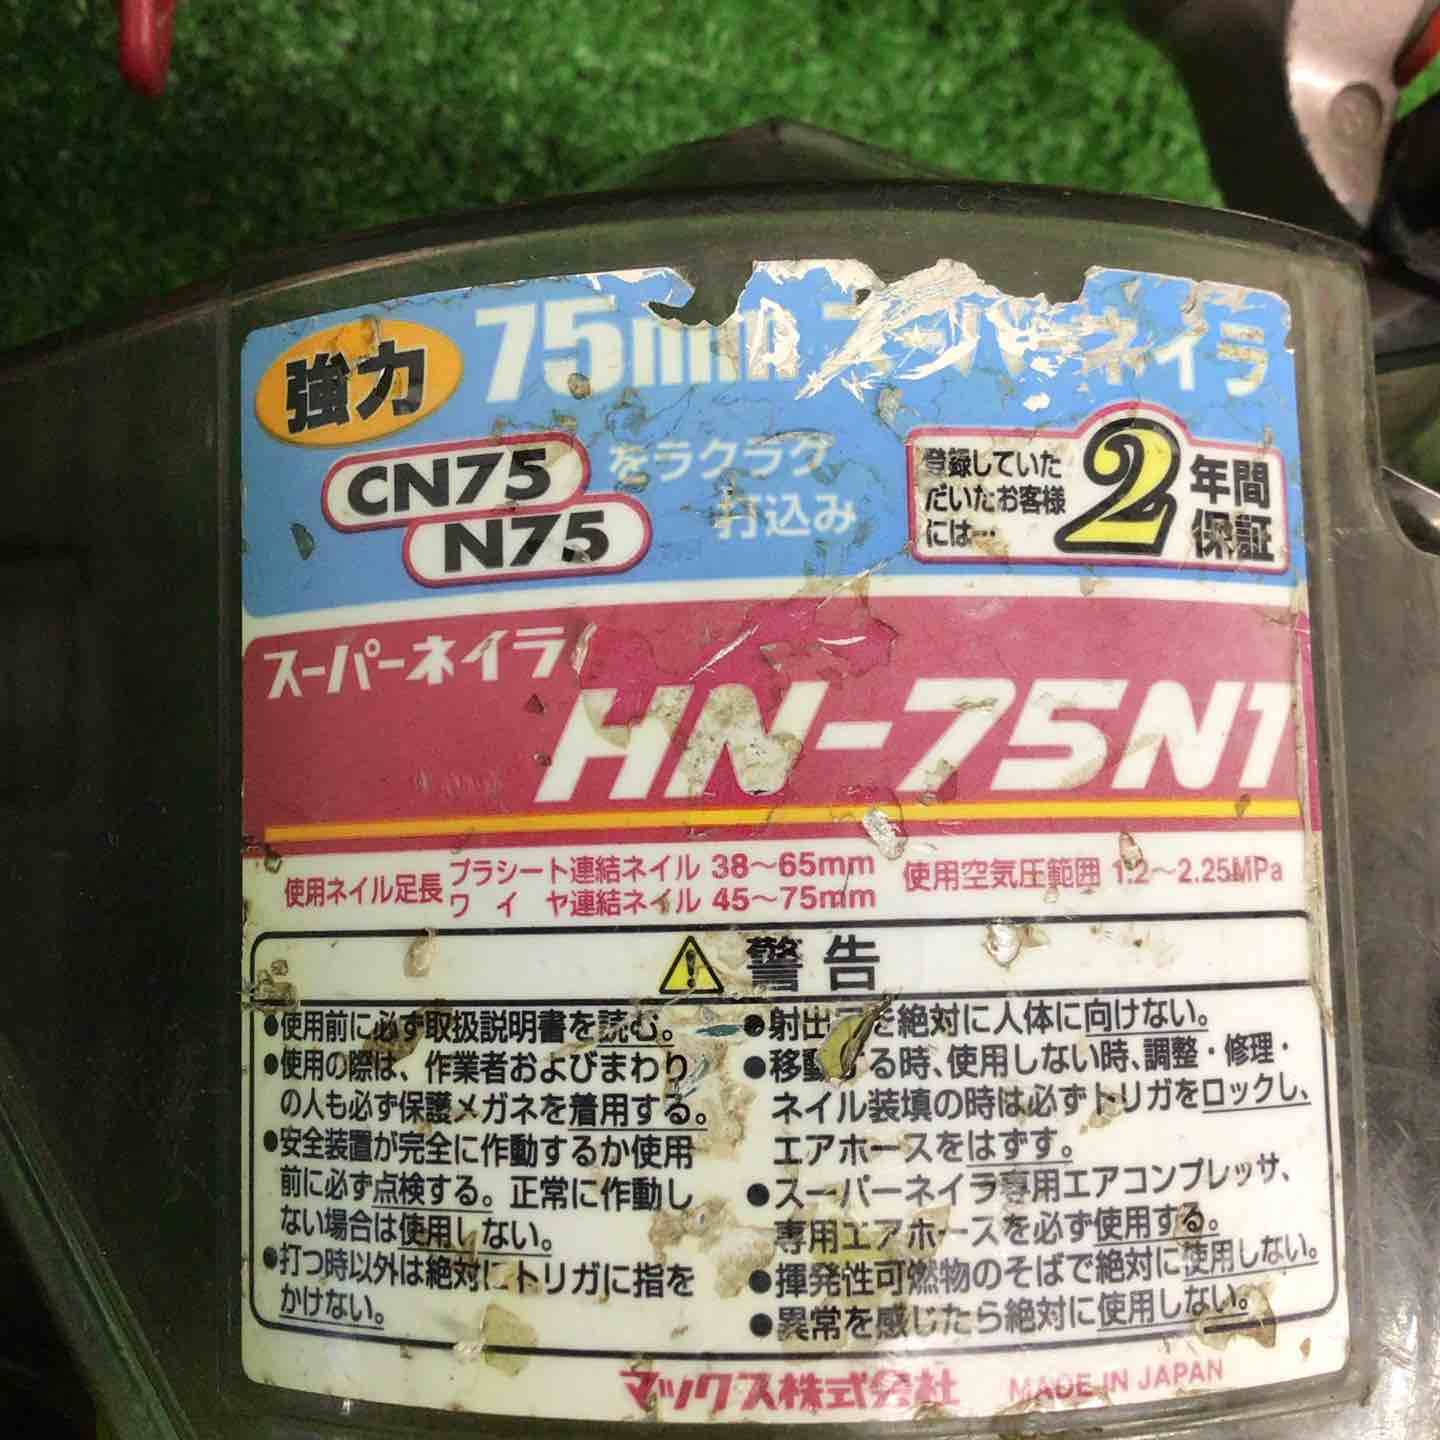 強力
75mm スーパーネイラ
CN75
N75
をラクラク
打込み
登録していた
だいたお客様
には…
2年間
保証
スーパーネイラ
HN-75N1
使用ネイル足長
プラシート連結ネイル 38～65mm
ワイヤ連結ネイル 45～75mm
使用空気圧範囲 1.2～2.25MPa
警告
●使用前に必ず取扱説明書を読む。
●使用の際は、作業者およびまわり
の人も必ず保護メガネを着用する。
●安全装置が完全に作動するか使用
前に必ず点検する。正常に作動し
ない場合は使用しない。
●打つ時以外は絶対にトリガに指を
かけない。
●射出口を絶対に人体に向けない。
●移動する時、使用しない時、調整・修理・
ネイル装填の時は必ずトリガをロックし、
エアホースをはずす。
●スーパーネイラ専用エアコンプレッサ、
専用エアホースを必ず使用する。
●揮発性可燃物のそばで絶対に使用しない。
●異常を感じたら絶対に使用しない。
マックス株式会社 MADE IN JAPAN